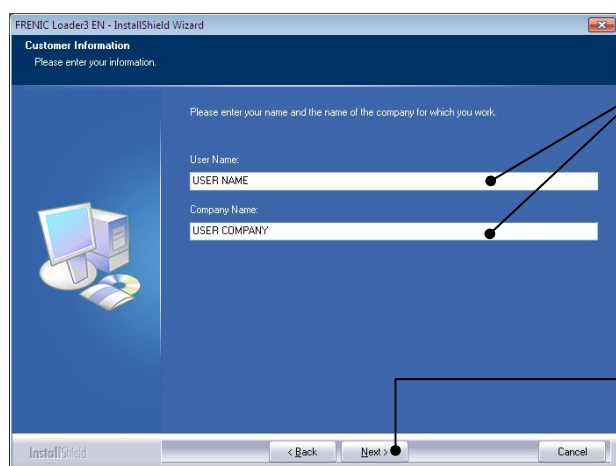 FRENIC Loader3 EN - InstallShield Wizard
Customer Information
Please enter your information.
Please enter your name and the name of the company for which you work.
User Name:
USER NAME
Company Name:
USER COMPANY
InstallShield
< Back
Next >
Cancel